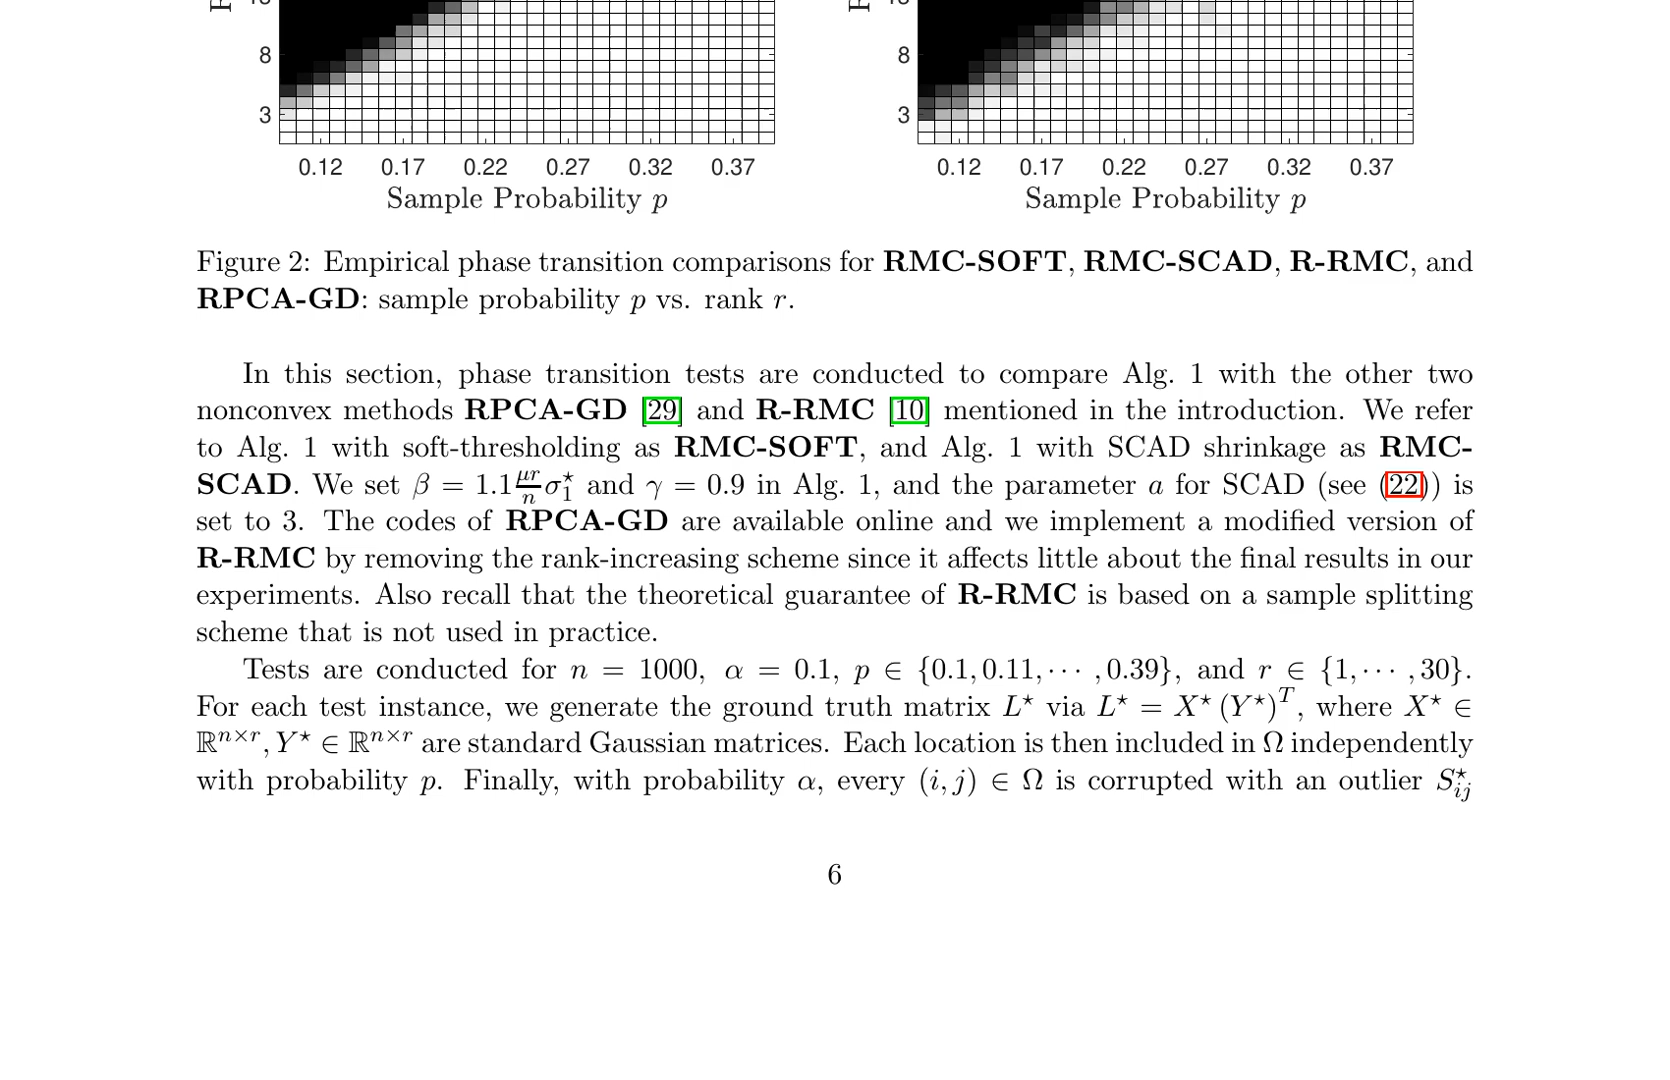 8
3
0.12 0.17 0.22 0.27 0.32 0.37
Sample Probability p
8
3
0.12 0.17 0.22 0.27 0.32 0.37
Sample Probability p
Figure 2: Empirical phase transition comparisons for RMC-SOFT, RMC-SCAD, R-RMC, and
RPCA-GD: sample probability p vs. rank r.
In this section, phase transition tests are conducted to compare Alg. 1 with the other two
nonconvex methods RPCA-GD [29] and R-RMC [10] mentioned in the introduction. We refer
to Alg. 1 with soft-thresholding as RMC-SOFT, and Alg. 1 with SCAD shrinkage as RMC-
SCAD. We set β = 1.1 μr/n σ₁⋆ and γ = 0.9 in Alg. 1, and the parameter a for SCAD (see (22)) is
set to 3. The codes of RPCA-GD are available online and we implement a modified version of
R-RMC by removing the rank-increasing scheme since it affects little about the final results in our
experiments. Also recall that the theoretical guarantee of R-RMC is based on a sample splitting
scheme that is not used in practice.
Tests are conducted for n = 1000, α = 0.1, p ∈ {0.1, 0.11, ⋯ , 0.39}, and r ∈ {1, ⋯ , 30}.
For each test instance, we generate the ground truth matrix L⋆ via L⋆ = X⋆ (Y⋆)ᵀ, where X⋆ ∈
ℝⁿˣʳ, Y⋆ ∈ ℝⁿˣʳ are standard Gaussian matrices. Each location is then included in Ω independently
with probability p. Finally, with probability α, every (i, j) ∈ Ω is corrupted with an outlier S⋆ᵢⱼ
6